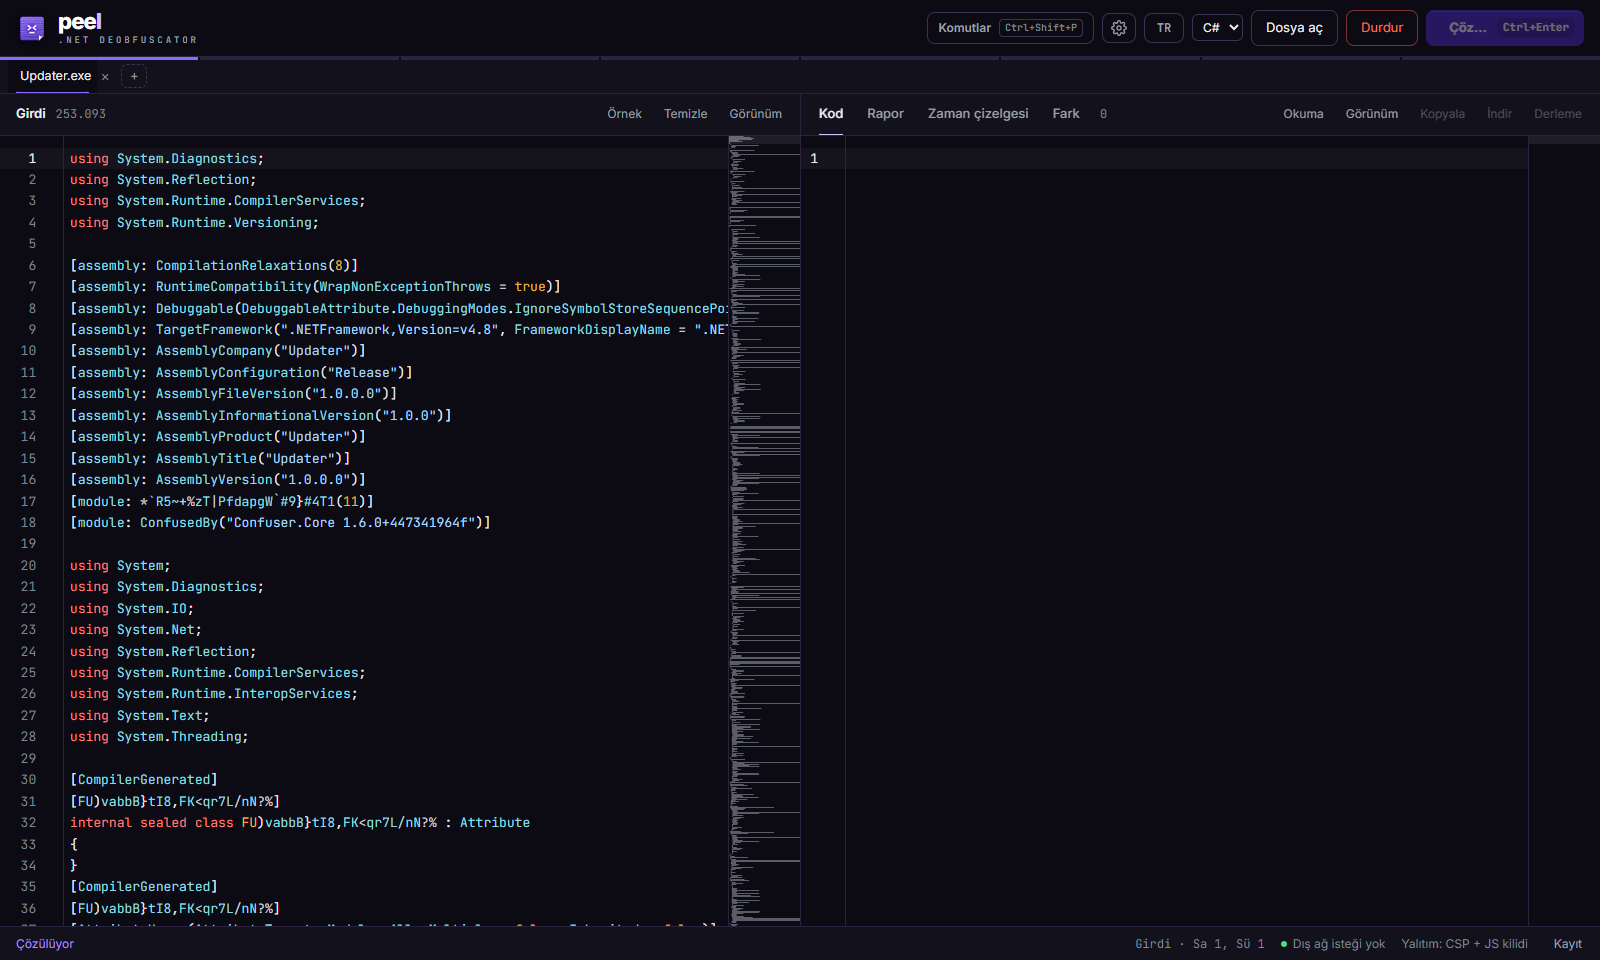 peel
.NET DEOBFUSCATOR
Komutlar Ctrl+Shift+P TR C# Dosya aç Durdur Çöz... Ctrl+Enter
Updater.exe × +
Girdi 253.093 Örnek Temizle Görünüm
Kod Rapor Zaman çizelgesi Fark 0 Okuma Görünüm Kopyala İndir Derleme
1 using System.Diagnostics;
2 using System.Reflection;
3 using System.Runtime.CompilerServices;
4 using System.Runtime.Versioning;
5
6 [assembly: CompilationRelaxations(8)]
7 [assembly: RuntimeCompatibility(WrapNonExceptionThrows = true)]
8 [assembly: Debuggable(DebuggableAttribute.DebuggingModes.IgnoreSymbolStoreSequencePoi
9 [assembly: TargetFramework(".NETFramework,Version=v4.8", FrameworkDisplayName = ".NET
10 [assembly: AssemblyCompany("Updater")]
11 [assembly: AssemblyConfiguration("Release")]
12 [assembly: AssemblyFileVersion("1.0.0.0")]
13 [assembly: AssemblyInformationalVersion("1.0.0")]
14 [assembly: AssemblyProduct("Updater")]
15 [assembly: AssemblyTitle("Updater")]
16 [assembly: AssemblyVersion("1.0.0.0")]
17 [module: *`R5~+%zT|PfdapgW`#9}#4T1(11)]
18 [module: ConfusedBy("Confuser.Core 1.6.0+447341964f")]
19
20 using System;
21 using System.Diagnostics;
22 using System.IO;
23 using System.Net;
24 using System.Reflection;
25 using System.Runtime.CompilerServices;
26 using System.Runtime.InteropServices;
27 using System.Text;
28 using System.Threading;
29
30 [CompilerGenerated]
31 [FU)vabbB}tI8,FK<qr7L/nN?%]
32 internal sealed class FU)vabbB}tI8,FK<qr7L/nN?% : Attribute
33 {
34 }
35 [CompilerGenerated]
36 [FU)vabbB}tI8,FK<qr7L/nN?%]
1
Çözülüyor Girdi · Sa 1, Sü 1 Dış ağ isteği yok Yalıtım: CSP + JS kilidi Kayıt